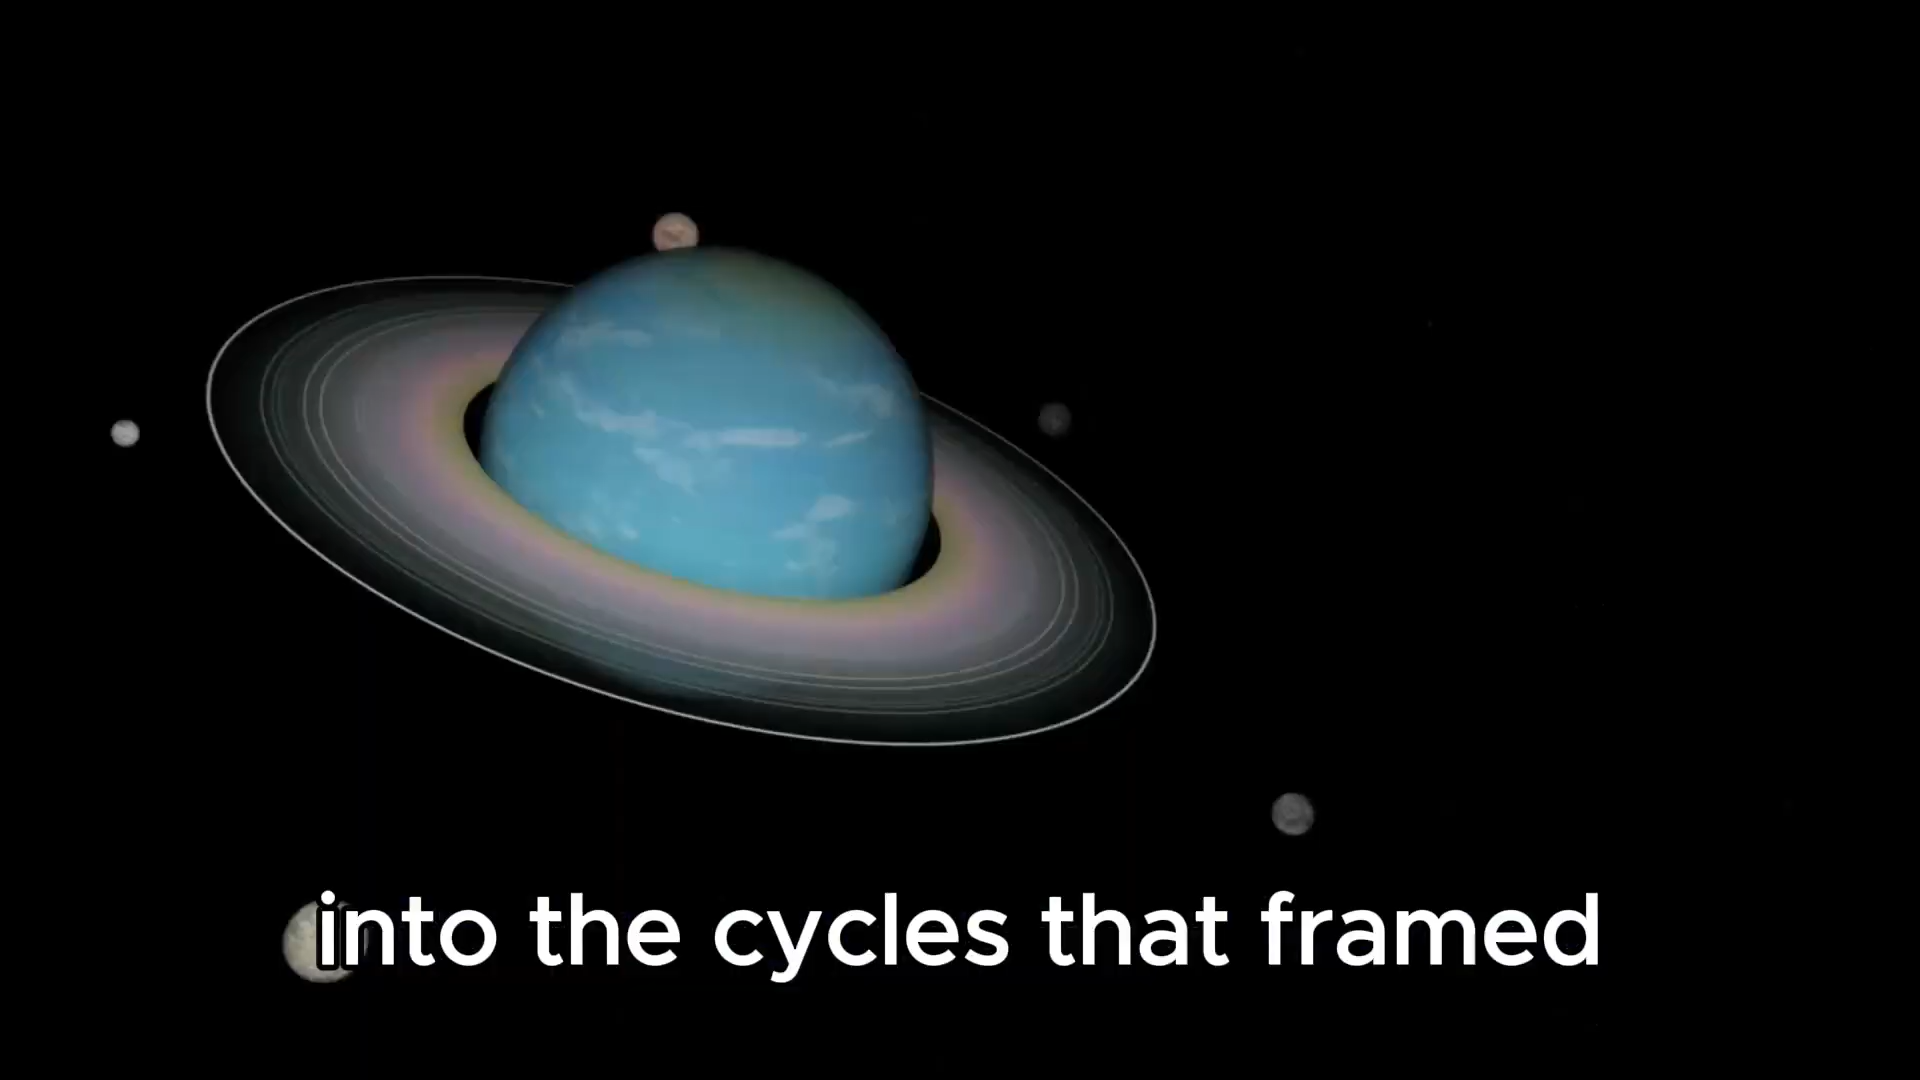 into the cycles that framed